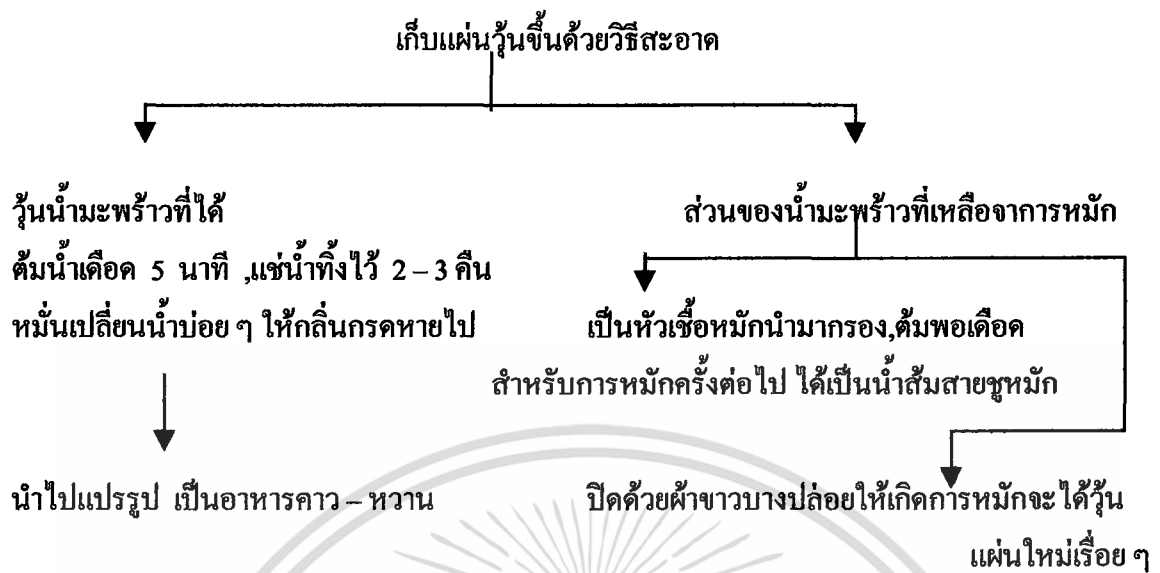 เก็บแผ่นวุ้นขึ้นด้วยวิธีสะอาด
วุ้นน้ำมะพร้าวที่ได้
ต้มน้ำเดือด 5 นาที ,แช่น้ำทิ้งไว้ 2 – 3 คืน
หมั่นเปลี่ยนน้ำบ่อย ๆ ให้กลิ่นกรดหายไป
นำไปแปรรูป เป็นอาหารคาว – หวาน
ส่วนของน้ำมะพร้าวที่เหลือจาการหมัก
เป็นหัวเชื้อหมักนำมากรอง,ต้มพอเดือด
สำหรับการหมักครั้งต่อไป ได้เป็นน้ำส้มสายชูหมัก
ปิดด้วยผ้าขาวบางปล่อยให้เกิดการหมักจะได้วุ้น
แผ่นใหม่เรื่อย ๆ